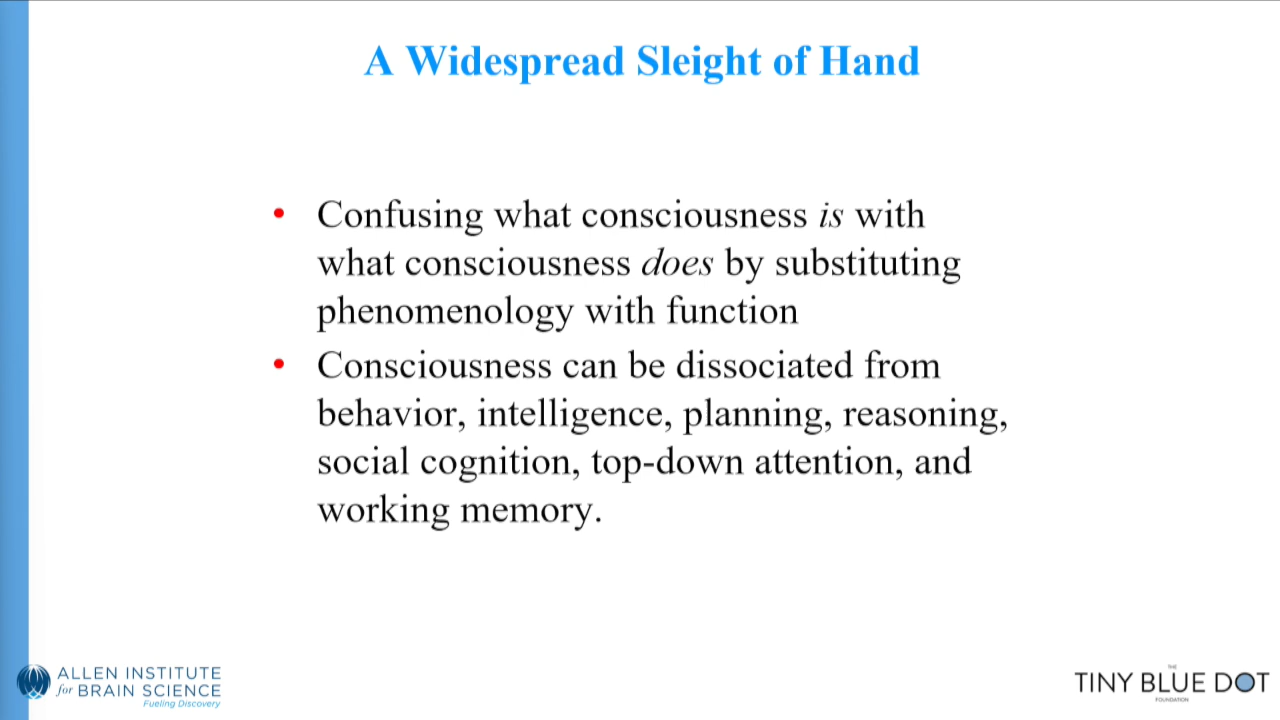 A Widespread Sleight of Hand
• Confusing what consciousness is with
what consciousness does by substituting
phenomenology with function
• Consciousness can be dissociated from
behavior, intelligence, planning, reasoning,
social cognition, top-down attention, and
working memory.
ALLEN INSTITUTE
for BRAIN SCIENCE
Fueling Discovery
THE
TINY BLUE DOT
FOUNDATION